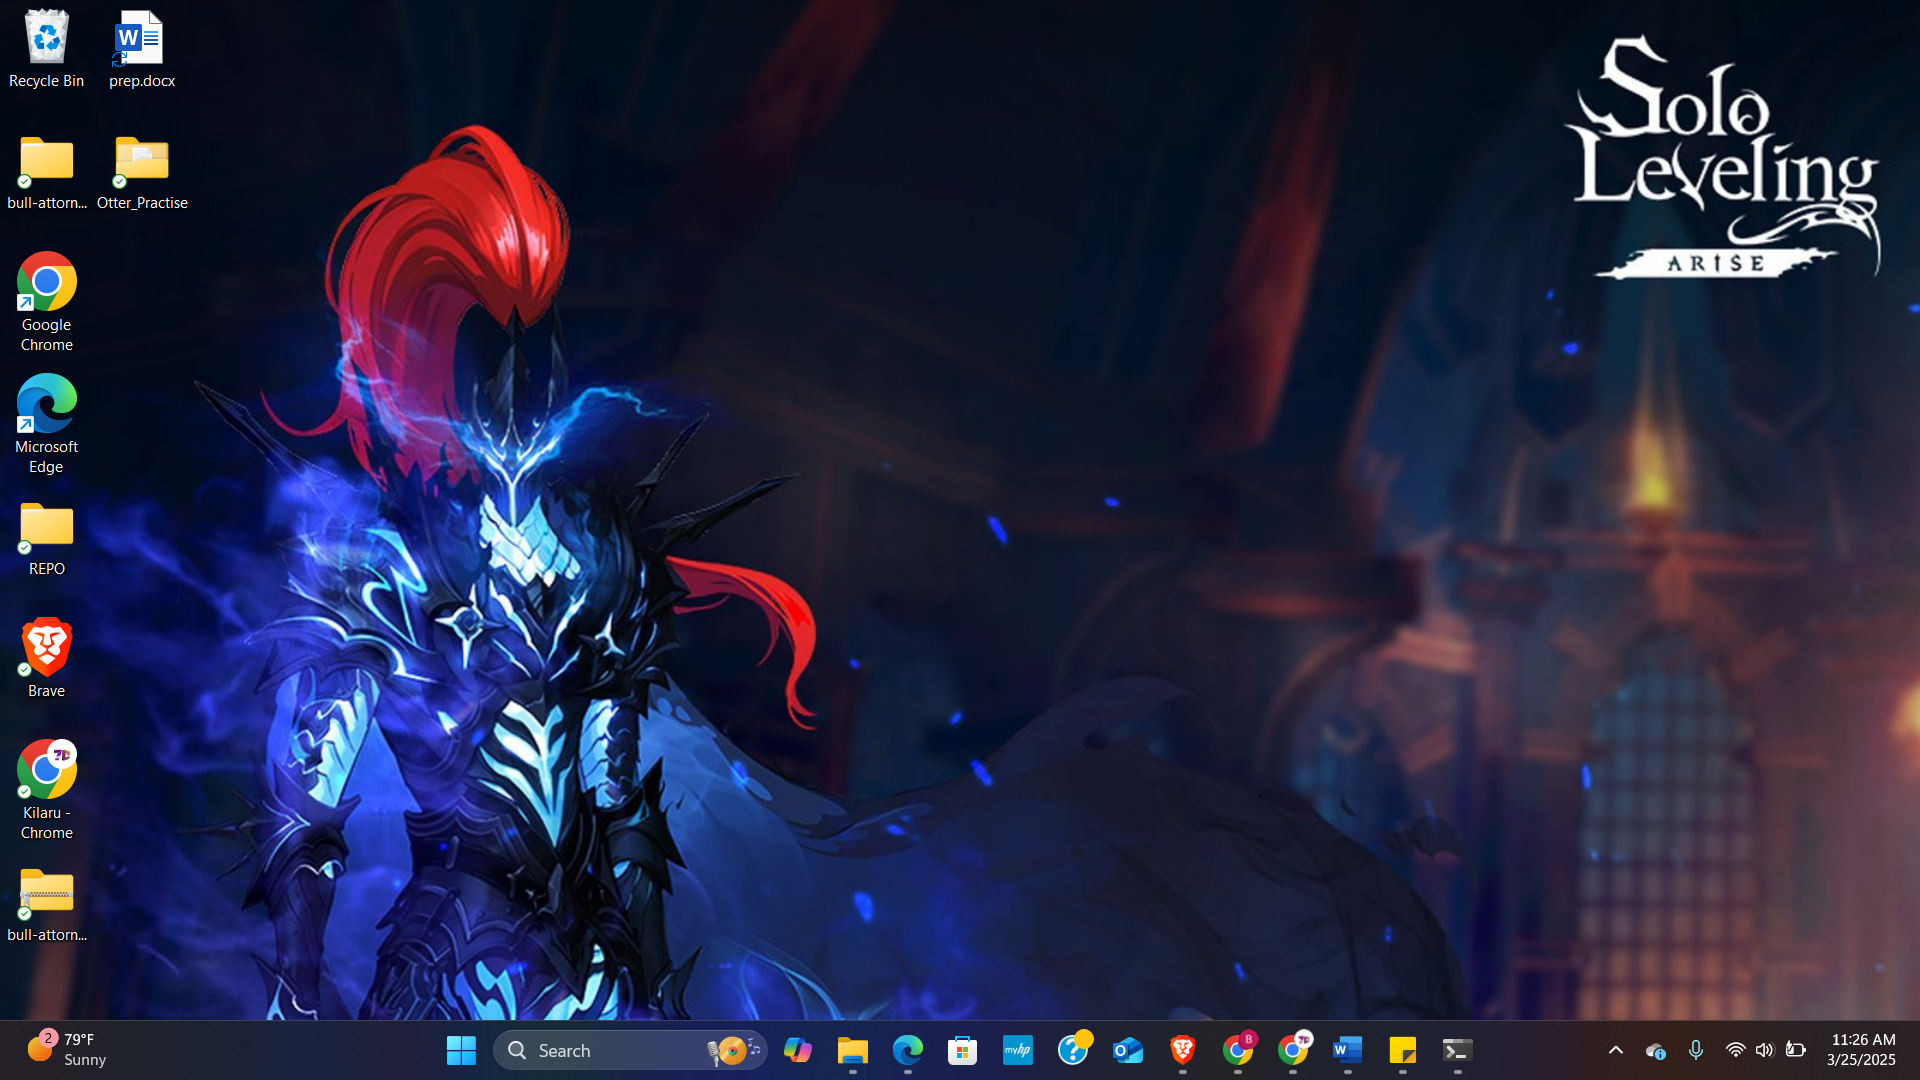 Recycle Bin
prep.docx
bull-attorn...
Otter_Practise
Google
Chrome
Microsoft
Edge
REPO
Brave
Kilaru -
Chrome
bull-attorn...
Solo
Leveling
ARISE
2
79°F
Sunny
Search
myhp
B
11:26 AM
3/25/2025